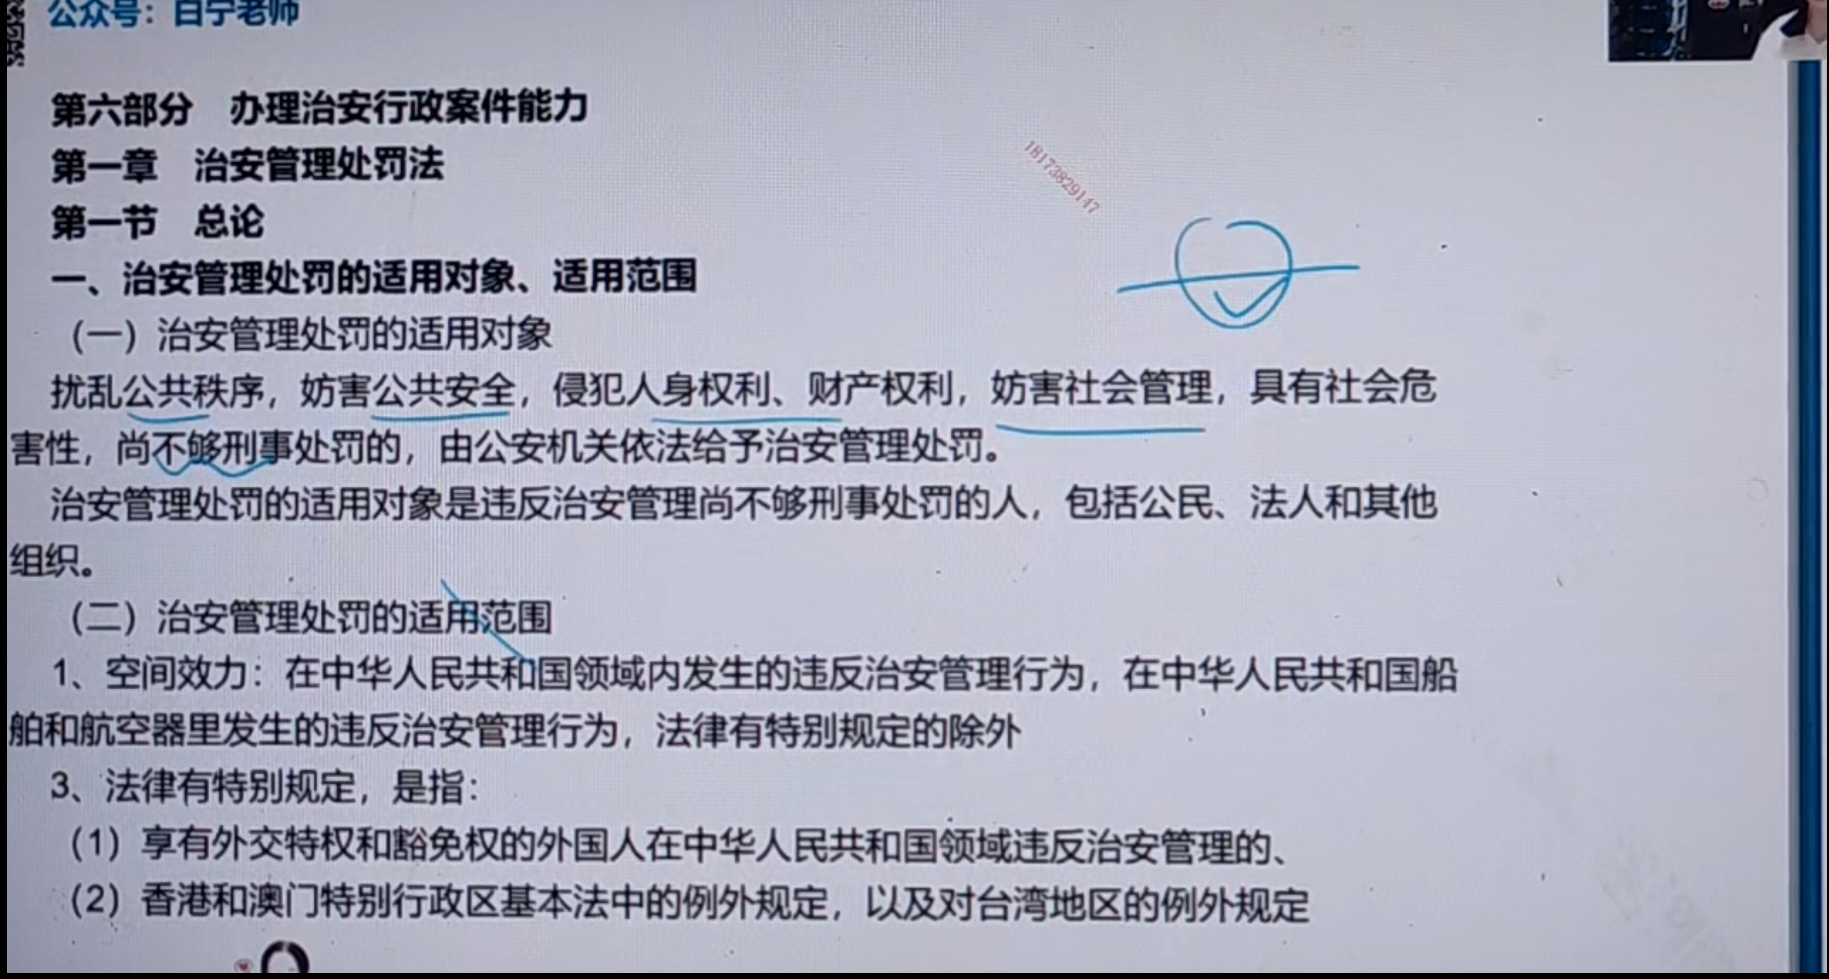 公众号：白宁老师
第六部分 办理治安行政案件能力
第一章 治安管理处罚法
第一节 总论
一、治安管理处罚的适用对象、适用范围
（一）治安管理处罚的适用对象
扰乱公共秩序，妨害公共安全，侵犯人身权利、财产权利，妨害社会管理，具有社会危
害性，尚不够刑事处罚的，由公安机关依法给予治安管理处罚。
治安管理处罚的适用对象是违反治安管理尚不够刑事处罚的人，包括公民、法人和其他
组织。
（二）治安管理处罚的适用范围
1、空间效力：在中华人民共和国领域内发生的违反治安管理行为，在中华人民共和国船
舶和航空器里发生的违反治安管理行为，法律有特别规定的除外
3、法律有特别规定，是指：
（1）享有外交特权和豁免权的外国人在中华人民共和国领域违反治安管理的、
（2）香港和澳门特别行政区基本法中的例外规定，以及对台湾地区的例外规定
18173829147